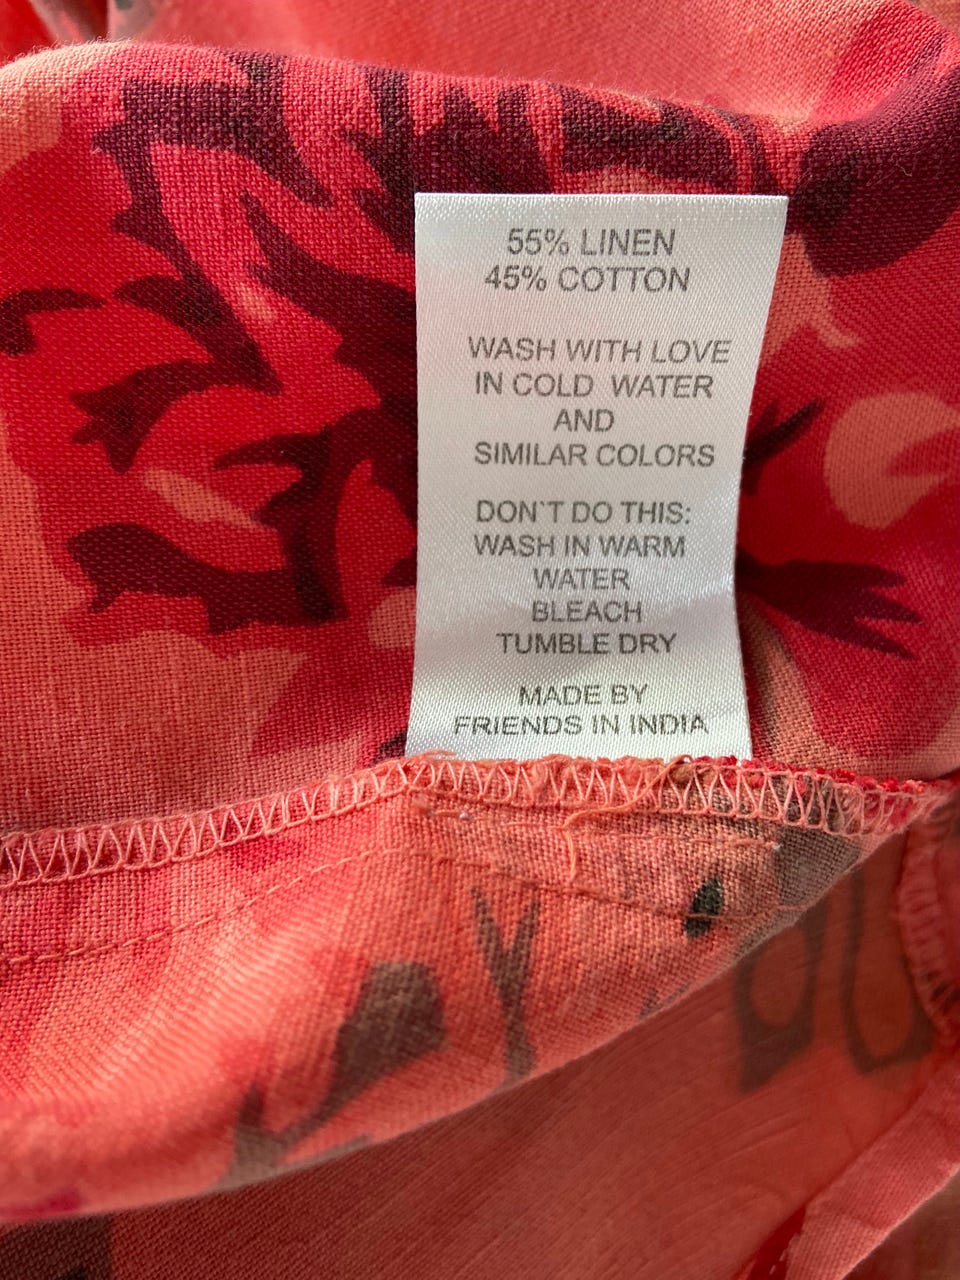 55% LINEN
45% COTTON
WASH WITH LOVE
IN COLD WATER
AND
SIMILAR COLORS
DON`T DO THIS:
WASH IN WARM
WATER
BLEACH
TUMBLE DRY
MADE BY
FRIENDS IN INDIA